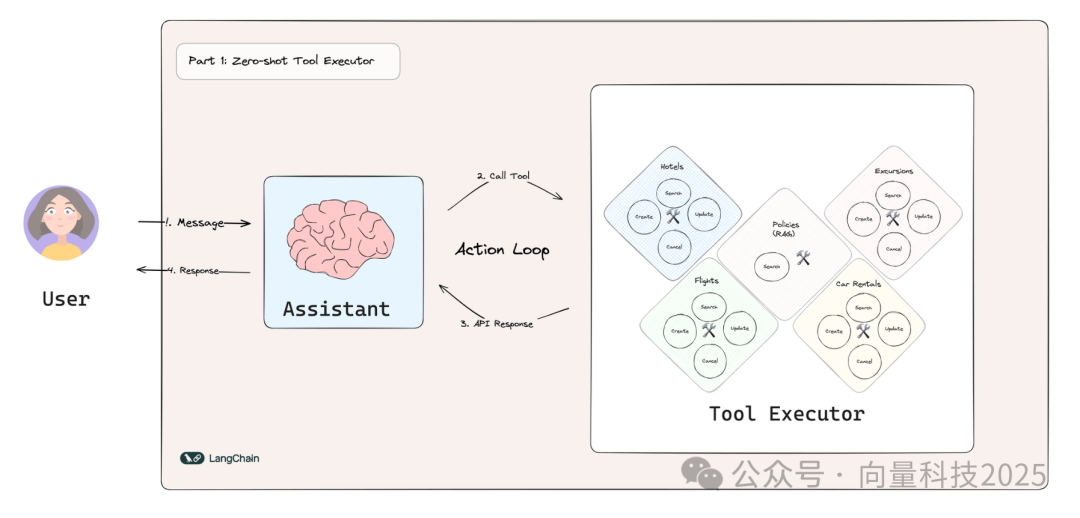 Part 1: Zero-shot Tool Executor
User
1. Message
4. Response
Assistant
2. Call Tool
Action Loop
3. API Response
Hotels
Search
Create
Update
Cancel
Policies
(RAG)
Search
Excursions
Search
Create
Update
Cancel
Flights
Search
Create
Update
Cancel
Car Rentals
Search
Create
Update
Cancel
Tool Executor
LangChain
公众号 · 向量科技2025